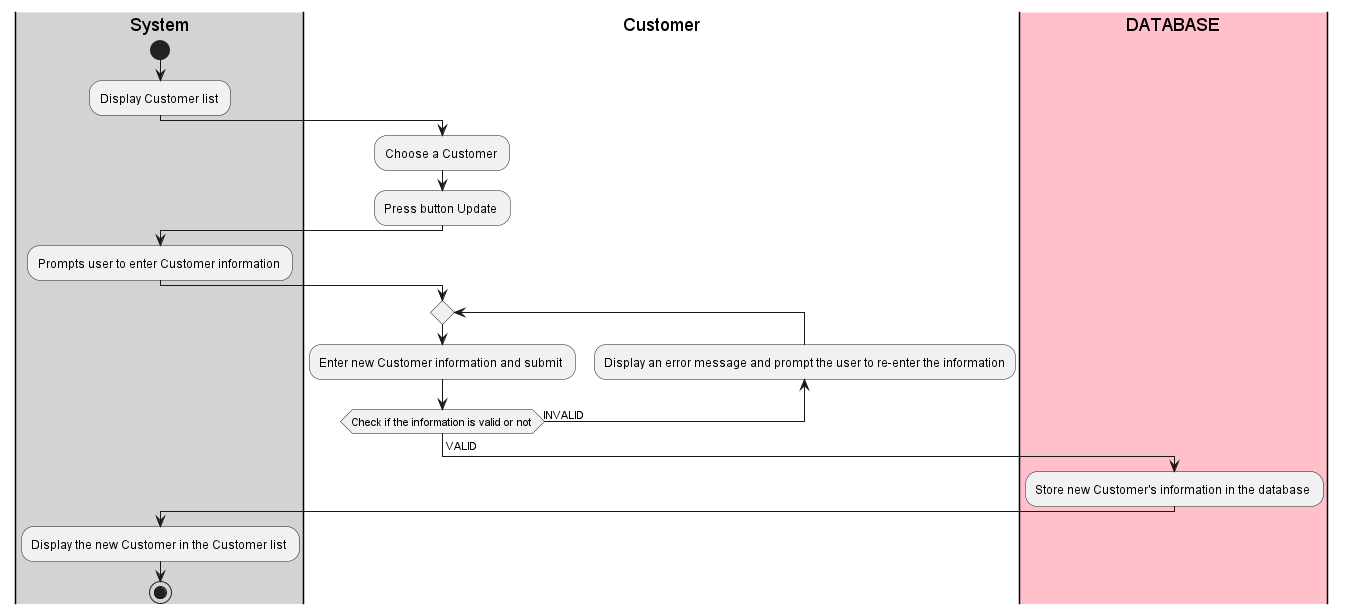 System
Customer
DATABASE
Display Customer list
Choose a Customer
Press button Update
Prompts user to enter Customer information
Enter new Customer information and submit
Display an error message and prompt the user to re-enter the information
Check if the information is valid or not
INVALID
VALID
Store new Customer's information in the database
Display the new Customer in the Customer list